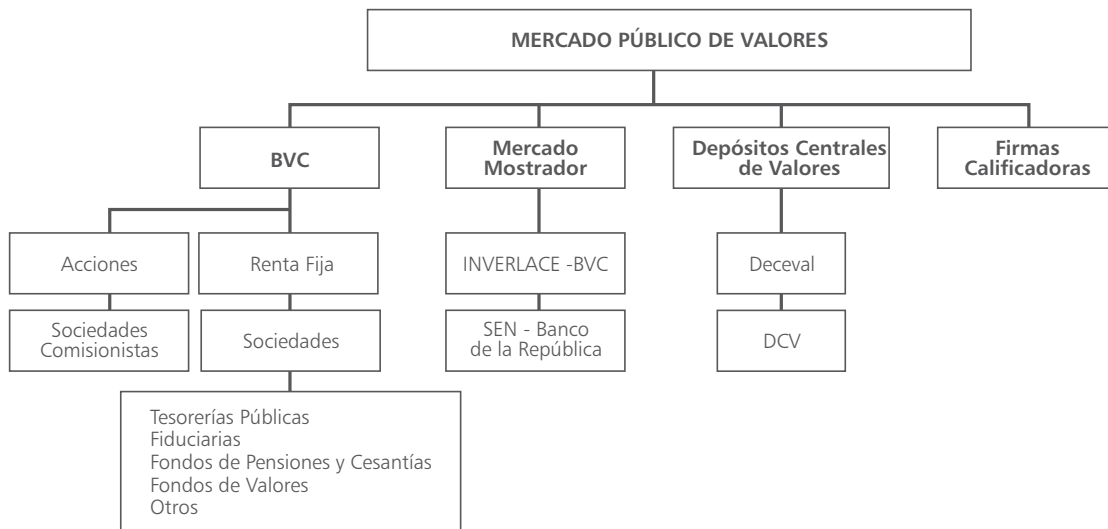 MERCADO PÚBLICO DE VALORES
BVC
Mercado
Mostrador
Depósitos Centrales
de Valores
Firmas
Calificadoras
Acciones
Renta Fija
INVERLACE -BVC
Deceval
Sociedades
Comisionistas
Sociedades
SEN - Banco
de la República
DCV
Tesorerías Públicas
Fiduciarias
Fondos de Pensiones y Cesantías
Fondos de Valores
Otros